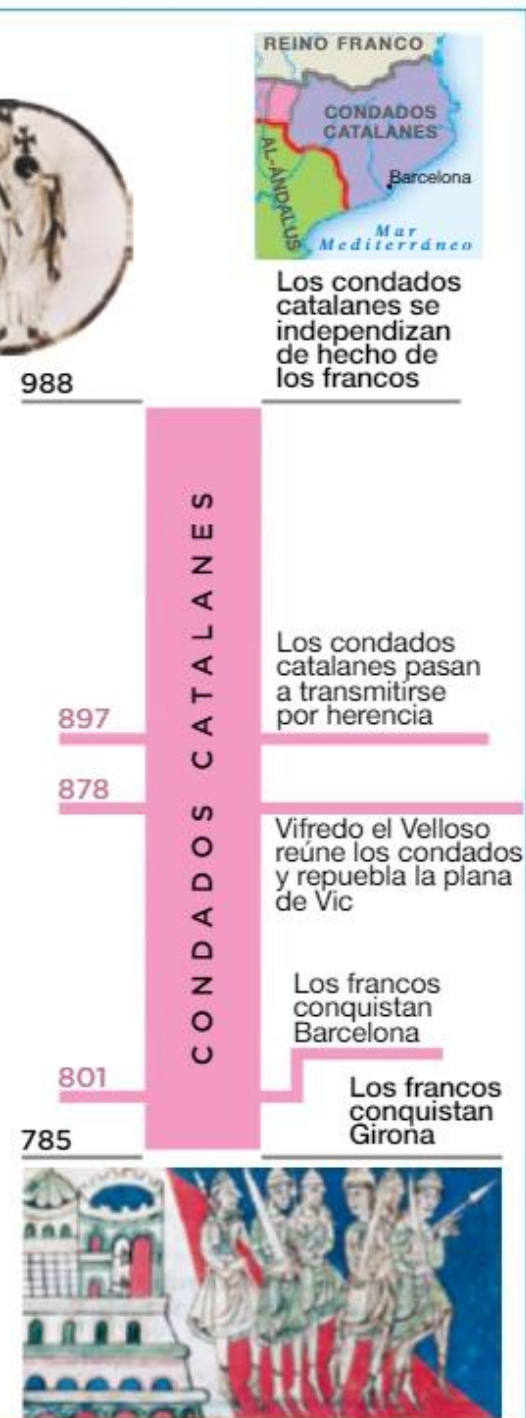 REINO FRANCO
CONDADOS
CATALANES
AL-ÁNDALUS
Barcelona
Mar
Mediterráneo
Los condados
catalanes se
independizan
de hecho de
los francos
988
CONDADOS CATALANES
Los condados
catalanes pasan
a transmitirse
por herencia
897
878
Vifredo el Velloso
reúne los condados
y repuebla la plana
de Vic
Los francos
conquistan
Barcelona
801
Los francos
conquistan
Girona
785